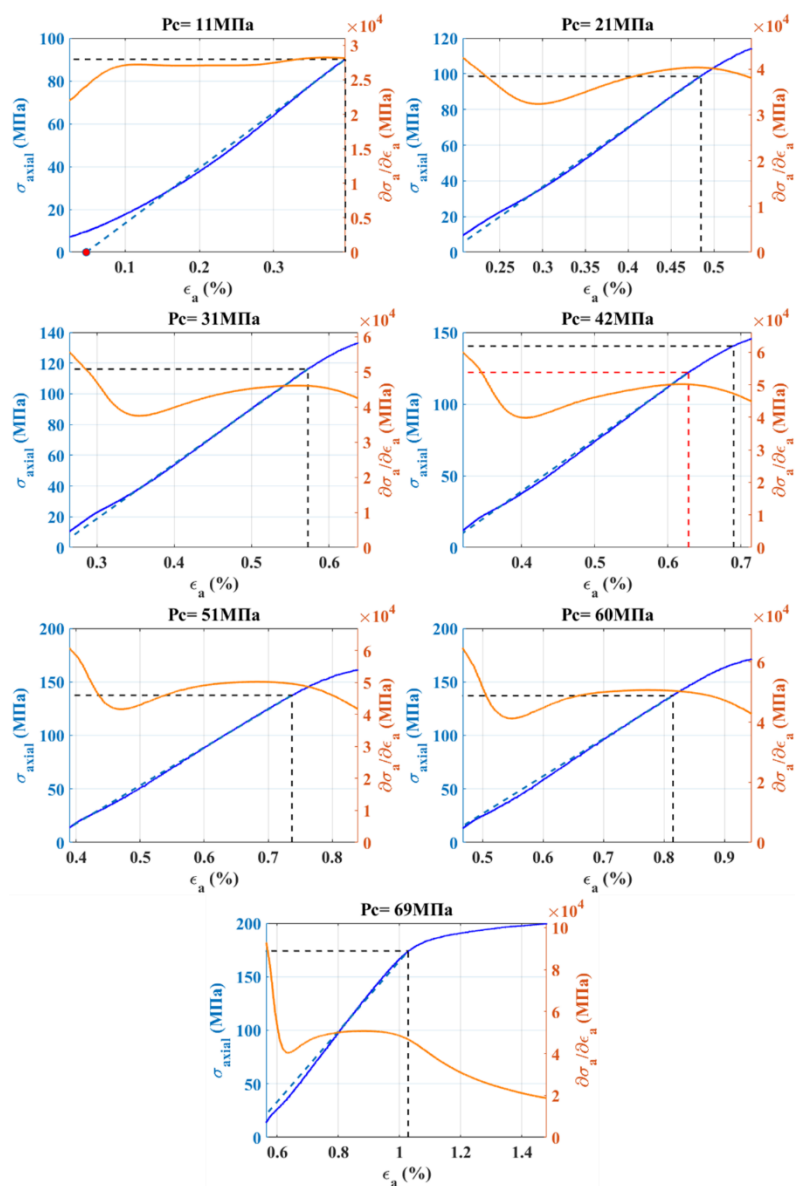 Pc= 11МПа
Pc= 21МПа
×10⁴
×10⁴
100
80
60
40
20
0
σaxial (МПа)
3
2.5
2
1.5
1
0.5
0
∂σa/∂ϵa (МПа)
0.1 0.2 0.3
ϵa (%)
120
100
80
60
40
20
0
σaxial (МПа)
4
3
2
1
0
∂σa/∂ϵa (МПа)
0.25 0.3 0.35 0.4 0.45 0.5
ϵa (%)
Pc= 31МПа
Pc= 42МПа
×10⁴
×10⁴
140
120
100
80
60
40
20
0
σaxial (МПа)
6
5
4
3
2
1
0
∂σa/∂ϵa (МПа)
0.3 0.4 0.5 0.6
ϵa (%)
150
100
50
0
σaxial (МПа)
6
5
4
3
2
1
0
∂σa/∂ϵa (МПа)
0.4 0.5 0.6 0.7
ϵa (%)
Pc= 51МПа
Pc= 60МПа
×10⁴
×10⁴
200
150
100
50
0
σaxial (МПа)
6
5
4
3
2
1
0
∂σa/∂ϵa (МПа)
0.4 0.5 0.6 0.7 0.8
ϵa (%)
200
150
100
50
0
σaxial (МПа)
6
4
2
0
∂σa/∂ϵa (МПа)
0.5 0.6 0.7 0.8 0.9
ϵa (%)
Pc= 69МПа
×10⁴
200
150
100
50
0
σaxial (МПа)
10
8
6
4
2
0
∂σa/∂ϵa (МПа)
0.6 0.8 1 1.2 1.4
ϵa (%)